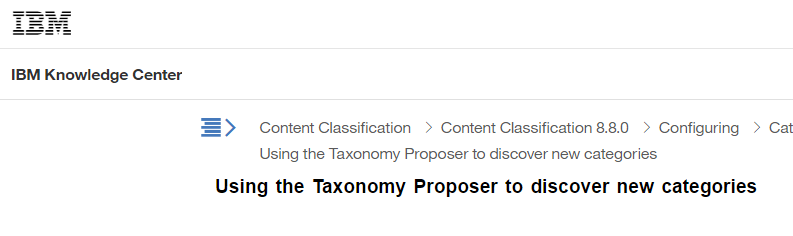 IBM
IBM Knowledge Center
Content Classification > Content Classification 8.8.0 > Configuring > Cat
Using the Taxonomy Proposer to discover new categories
Using the Taxonomy Proposer to discover new categories